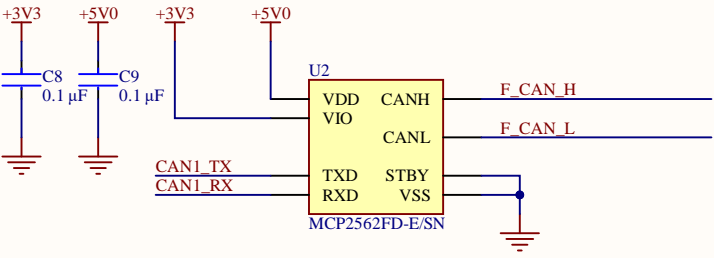 +3V3 +5V0 +3V3 +5V0
U2
C8 C9
0.1 µF 0.1 µF
VDD CANH F_CAN_H
VIO
CANL F_CAN_L
CAN1_TX TXD STBY
CAN1_RX RXD VSS
MCP2562FD-E/SN